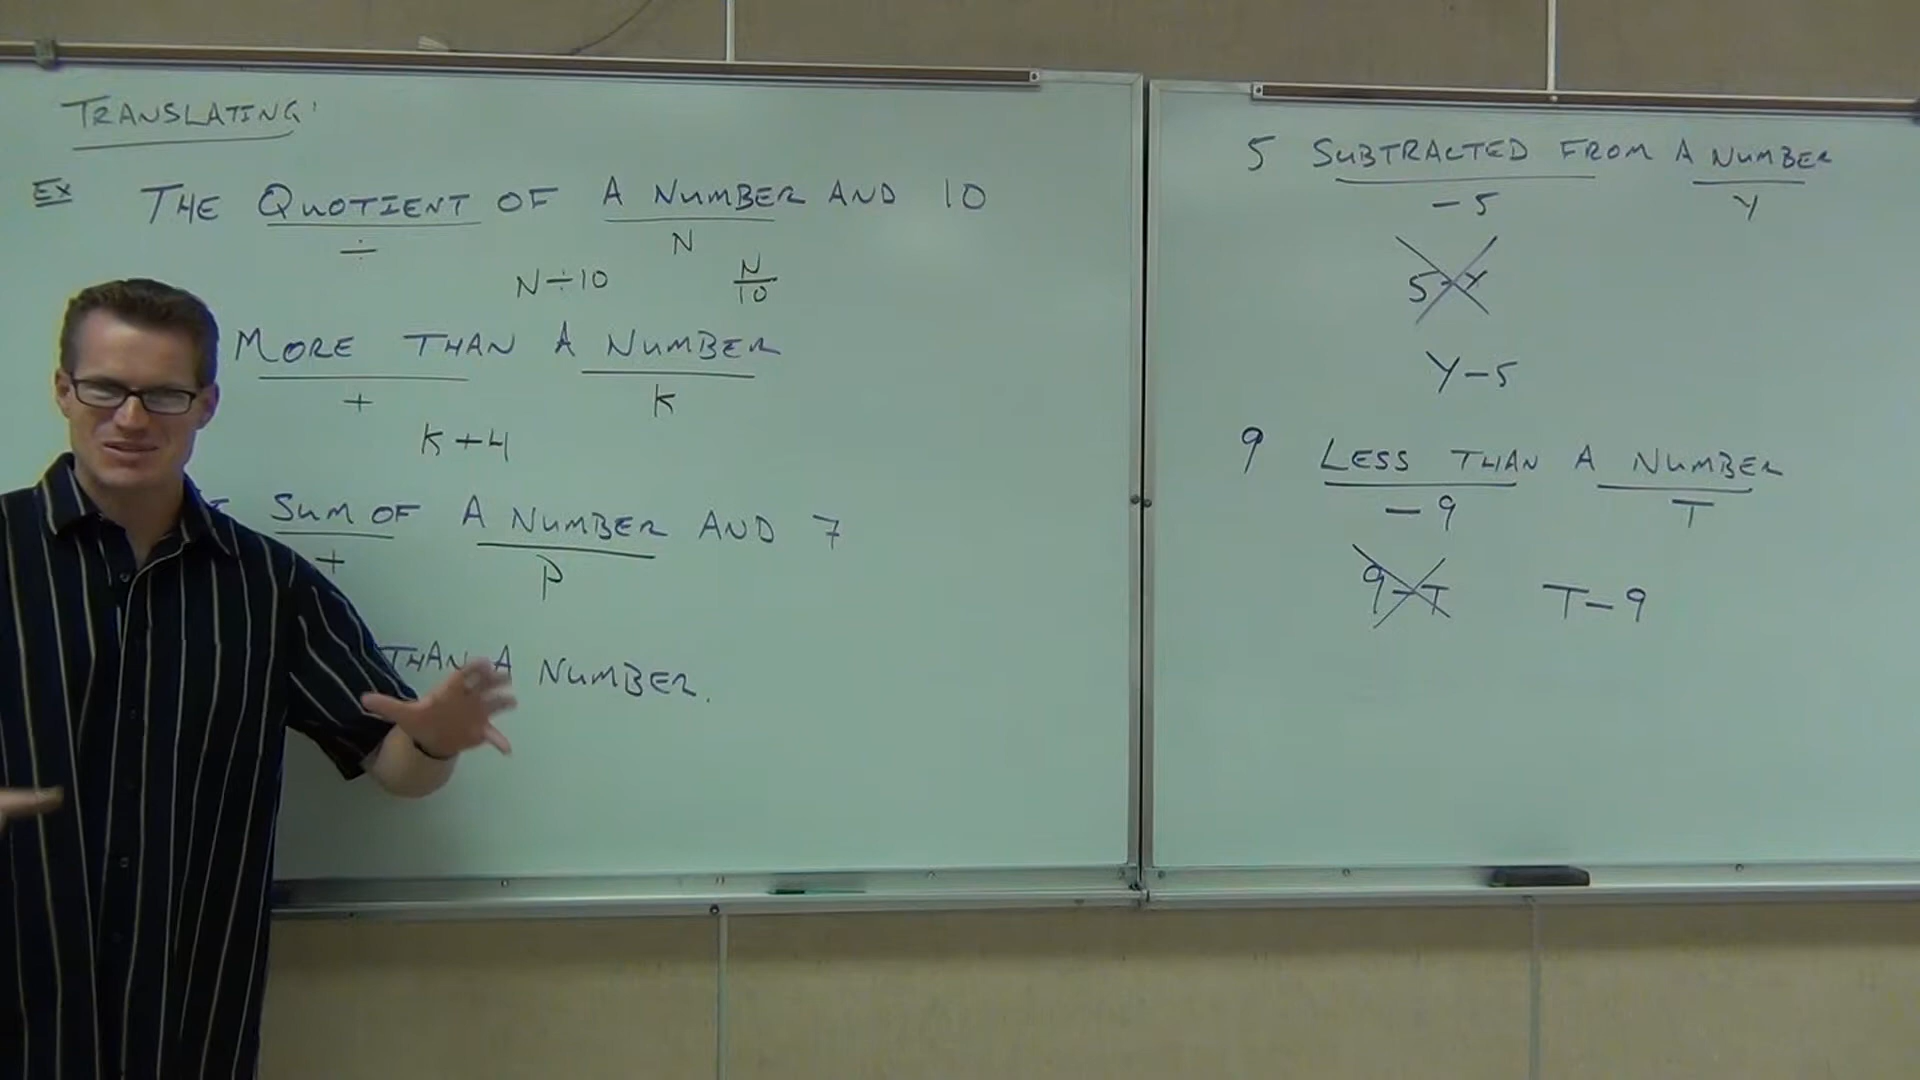 TRANSLATING:
EX THE QUOTIENT OF A NUMBER AND 10
÷ N
N÷10 N/10
MORE THAN A NUMBER
+ K
K+4
SUM OF A NUMBER AND 7
+ P
THAN A NUMBER.
5 SUBTRACTED FROM A NUMBER
-5 Y
5-Y
Y-5
9 LESS THAN A NUMBER
-9 T
9-T T-9